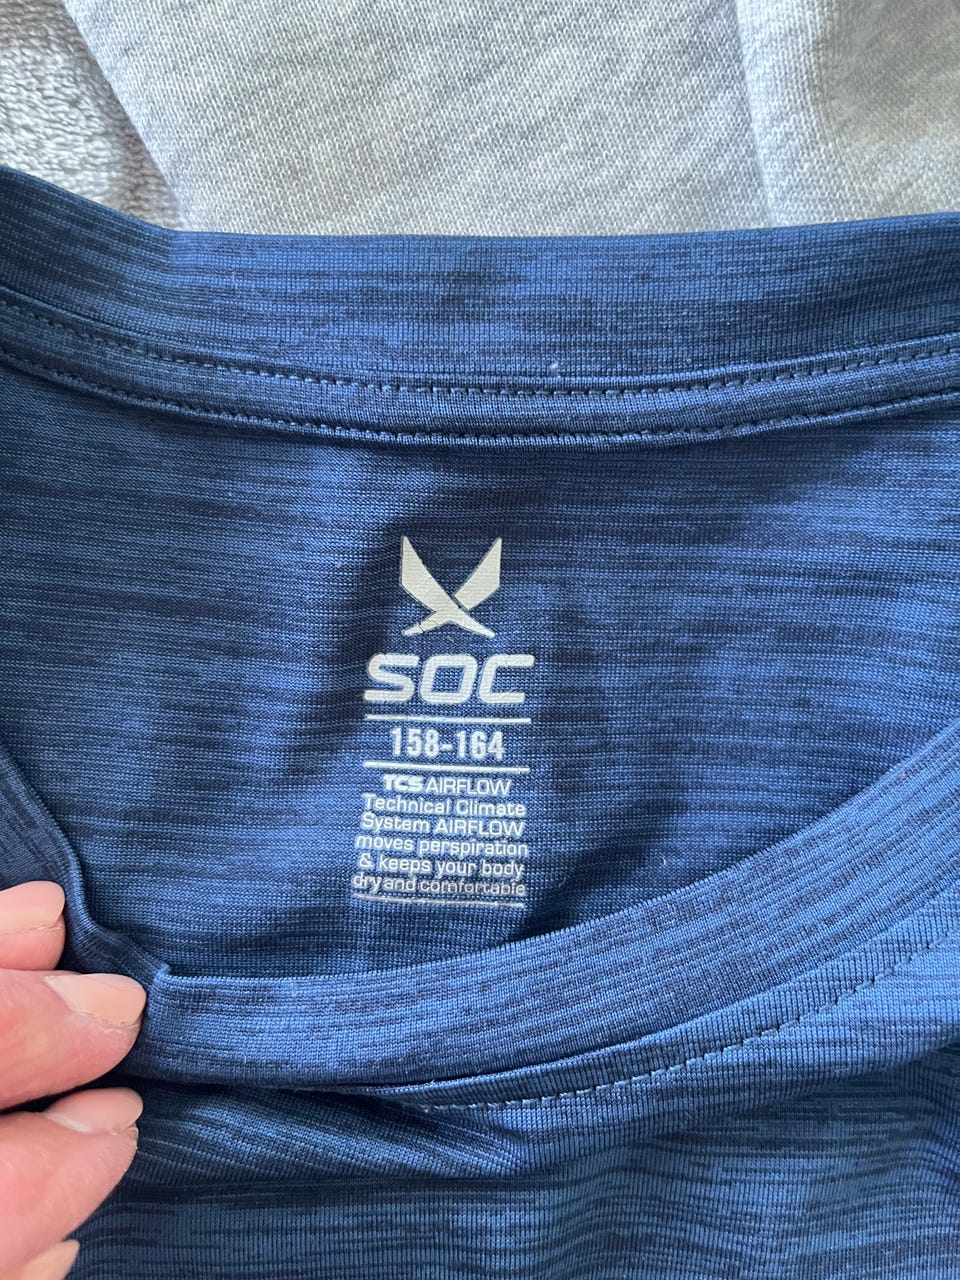 SOC
158-164
TCS AIRFLOW
Technical Climate
System AIRFLOW
moves perspiration
& keeps your body
dry and comfortable